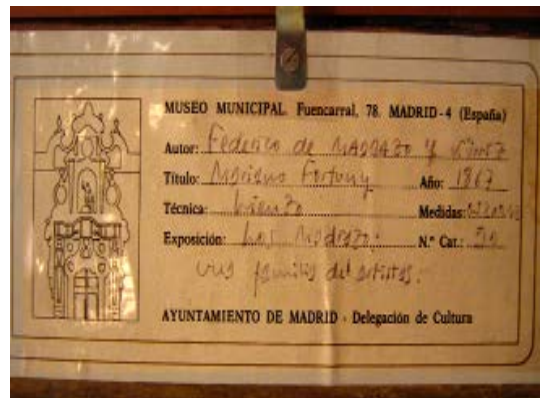 MUSEO MUNICIPAL. Fuencarral, 78. MADRID-4 (España)
Autor: Federico de MADRAZO Y
Título: Mariano Fortuny Año: 1867
Técnica: Lienzo Medidas:
Exposición: Los Madrazo: N.º Cat.:
una familia de artistas.
AYUNTAMIENTO DE MADRID - Delegación de Cultura